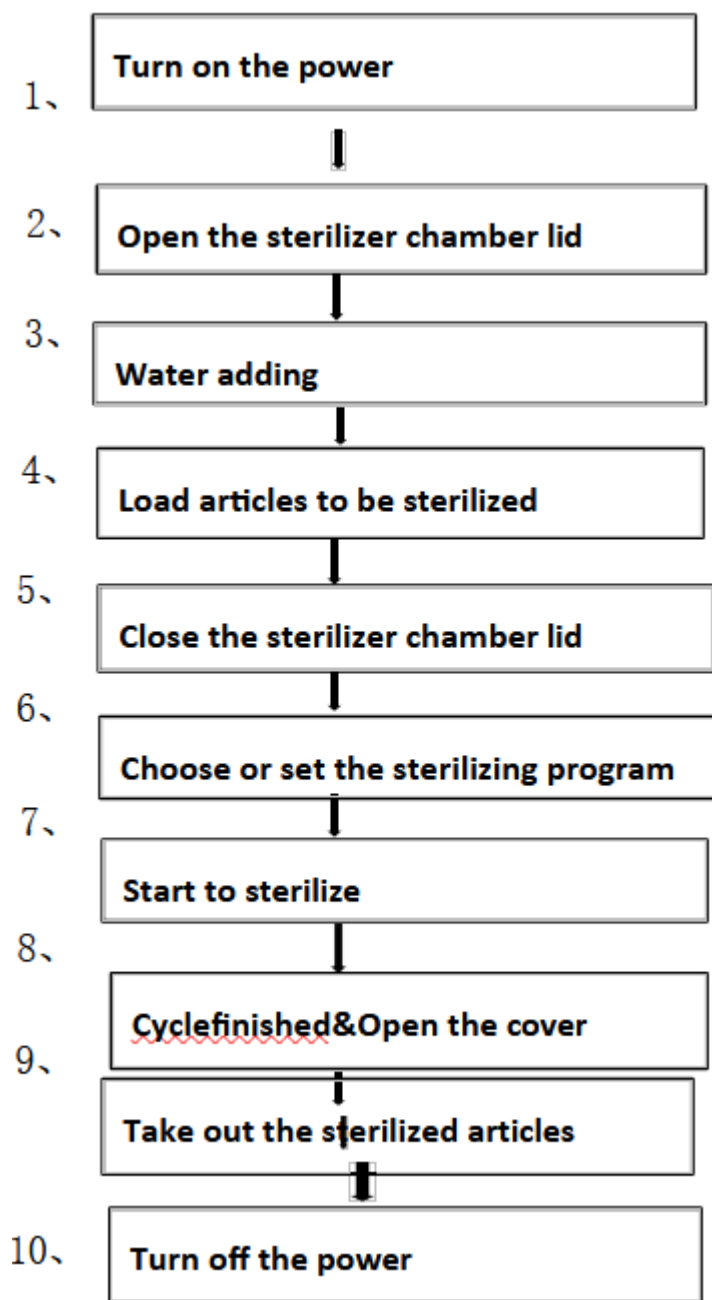 1、
Turn on the power
2、
Open the sterilizer chamber lid
3、
Water adding
4、
Load articles to be sterilized
5、
Close the sterilizer chamber lid
6、
Choose or set the sterilizing program
7、
Start to sterilize
8、
Cyclefinished&Open the cover
9、
Take out the sterilized articles
10、
Turn off the power